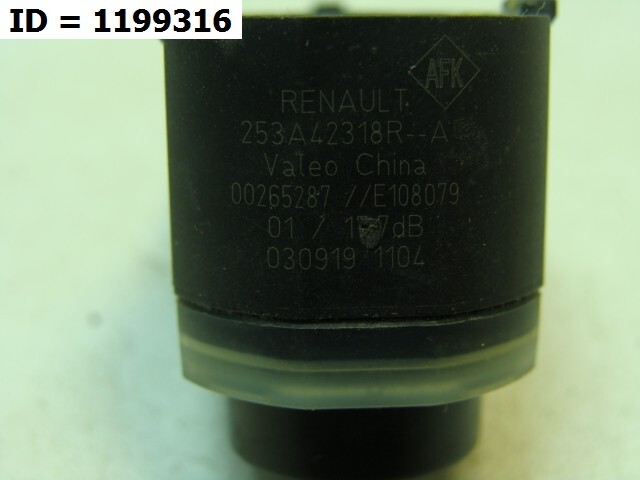 ID = 1199316
AFK
RENAULT
253A42318R--A
Valeo China
00265287 //E108079
01 /
030919 1104